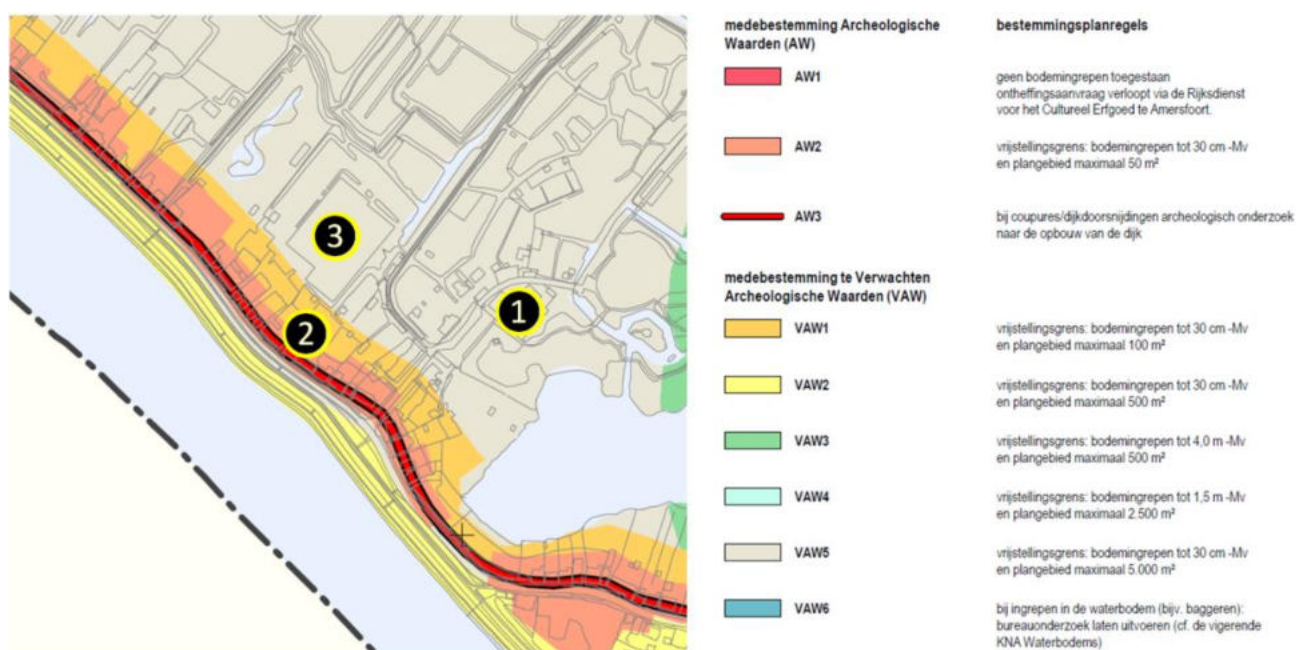 3
2
1
medebestemming Archeologische
Waarden (AW)
bestemmingsplanregels
AW1
geen bodemingrepen toegestaan
ontheffingsaanvraag verloopt via de Rijksdienst
voor het Cultureel Erfgoed te Amersfoort.
AW2
vrijstellingsgrens: bodemingrepen tot 30 cm -Mv
en plangebied maximaal 50 m²
AW3
bij coupures/dijkdoorsnijdingen archeologisch onderzoek
naar de opbouw van de dijk
medebestemming te Verwachten
Archeologische Waarden (VAW)
VAW1
vrijstellingsgrens: bodemingrepen tot 30 cm -Mv
en plangebied maximaal 100 m²
VAW2
vrijstellingsgrens: bodemingrepen tot 30 cm -Mv
en plangebied maximaal 500 m²
VAW3
vrijstellingsgrens: bodemingrepen tot 4,0 m -Mv
en plangebied maximaal 500 m²
VAW4
vrijstellingsgrens: bodemingrepen tot 1,5 m -Mv
en plangebied maximaal 2.500 m²
VAW5
vrijstellingsgrens: bodemingrepen tot 30 cm -Mv
en plangebied maximaal 5.000 m²
VAW6
bij ingrepen in de waterbodem (bijv. baggeren):
bureauonderzoek laten uitvoeren (cf. de vigerende
KNA Waterbodems)